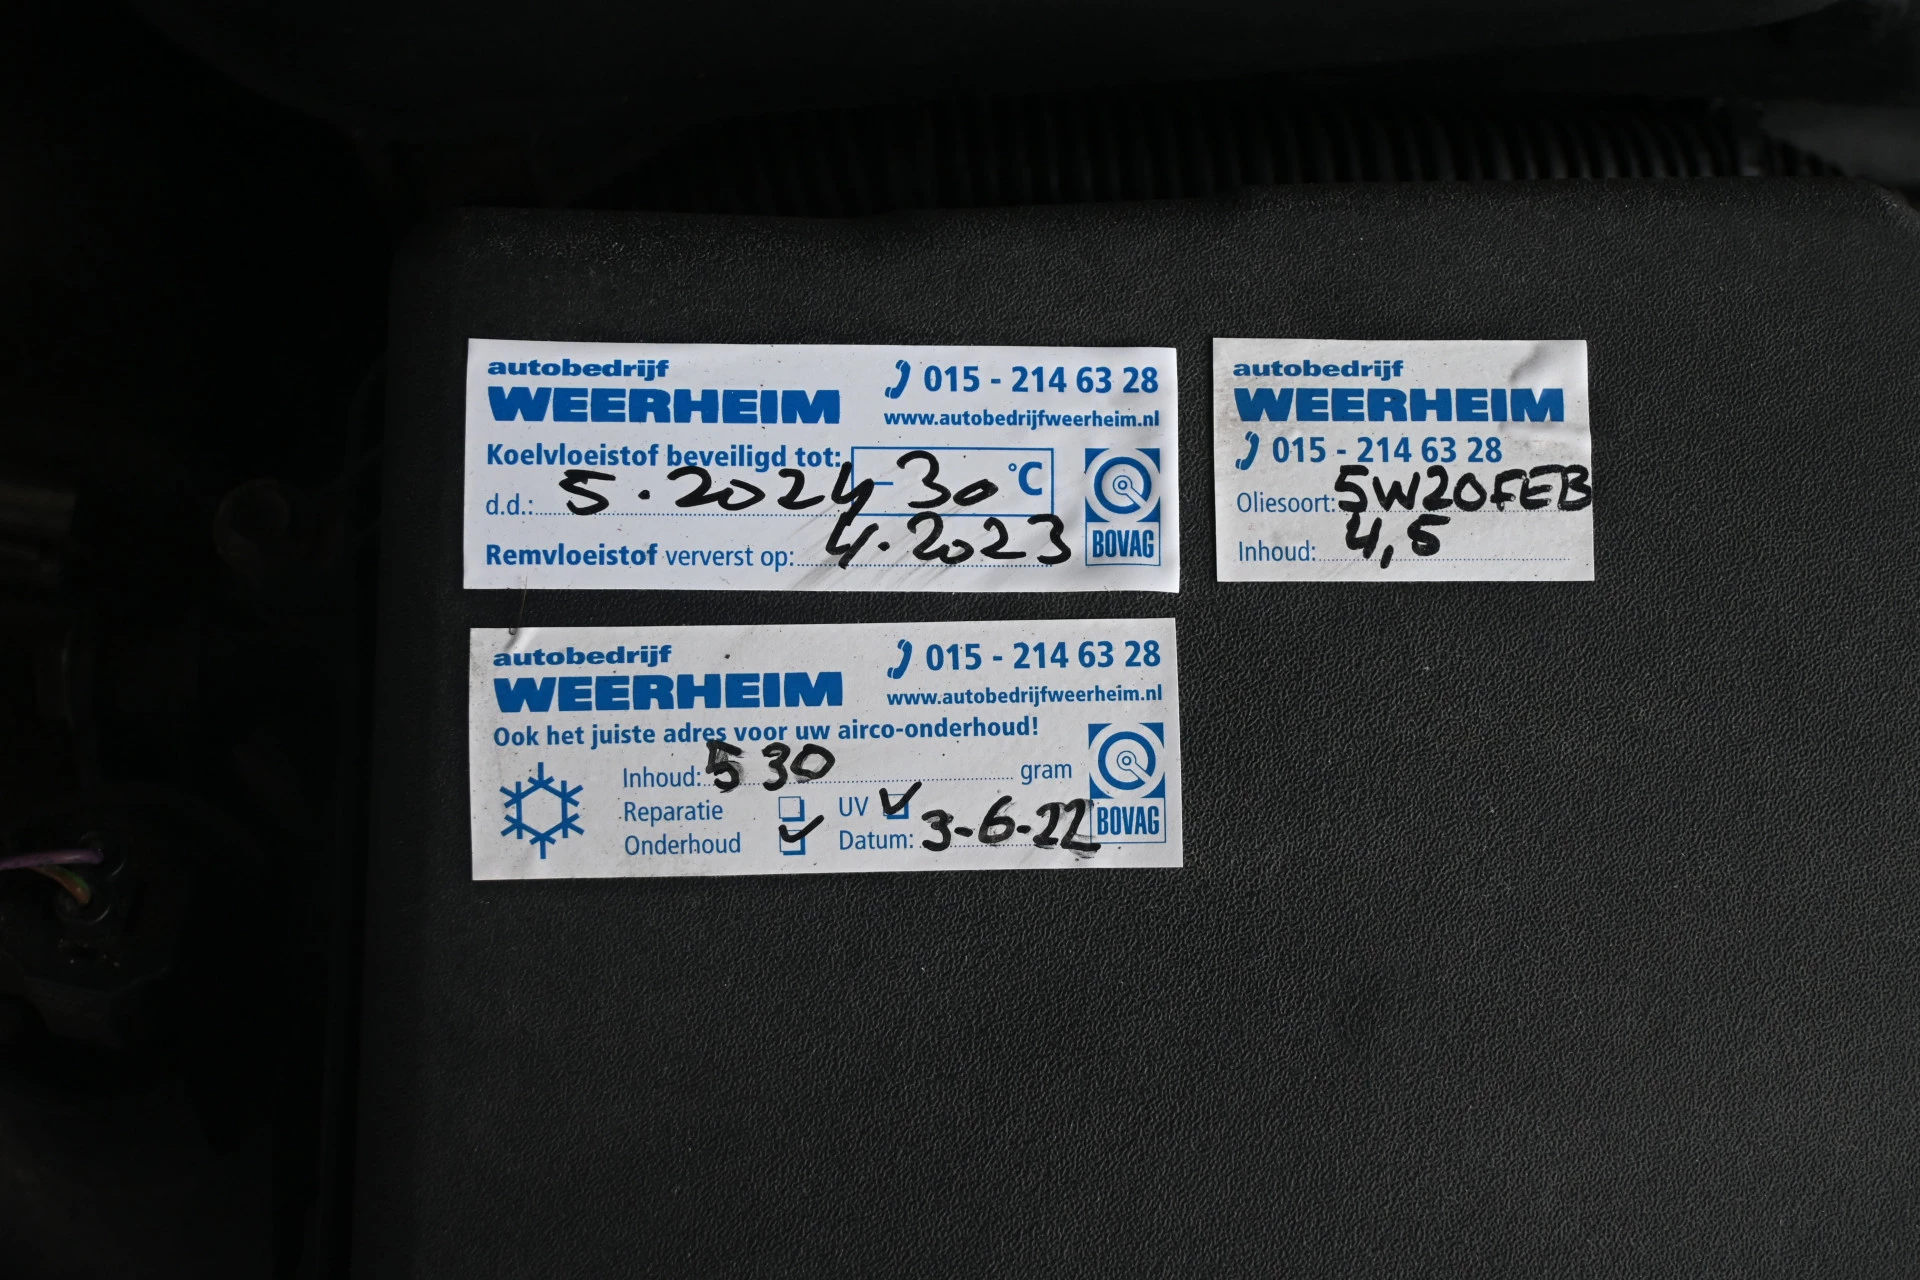 autobedrijf
WEERHEIM
015 - 214 63 28
www.autobedrijfweerheim.nl
Koelvloeistof beveiligd tot: - 30 °C
d.d.: 5.2024
Remvloeistof ververst op: 4.2023
BOVAG
autobedrijf
WEERHEIM
015 - 214 63 28
Oliesoort: 5W20FEB
Inhoud: 4,5
autobedrijf
WEERHEIM
015 - 214 63 28
www.autobedrijfweerheim.nl
Ook het juiste adres voor uw airco-onderhoud!
Inhoud: 530 gram
Reparatie UV
Onderhoud Datum: 3-6-22
BOVAG